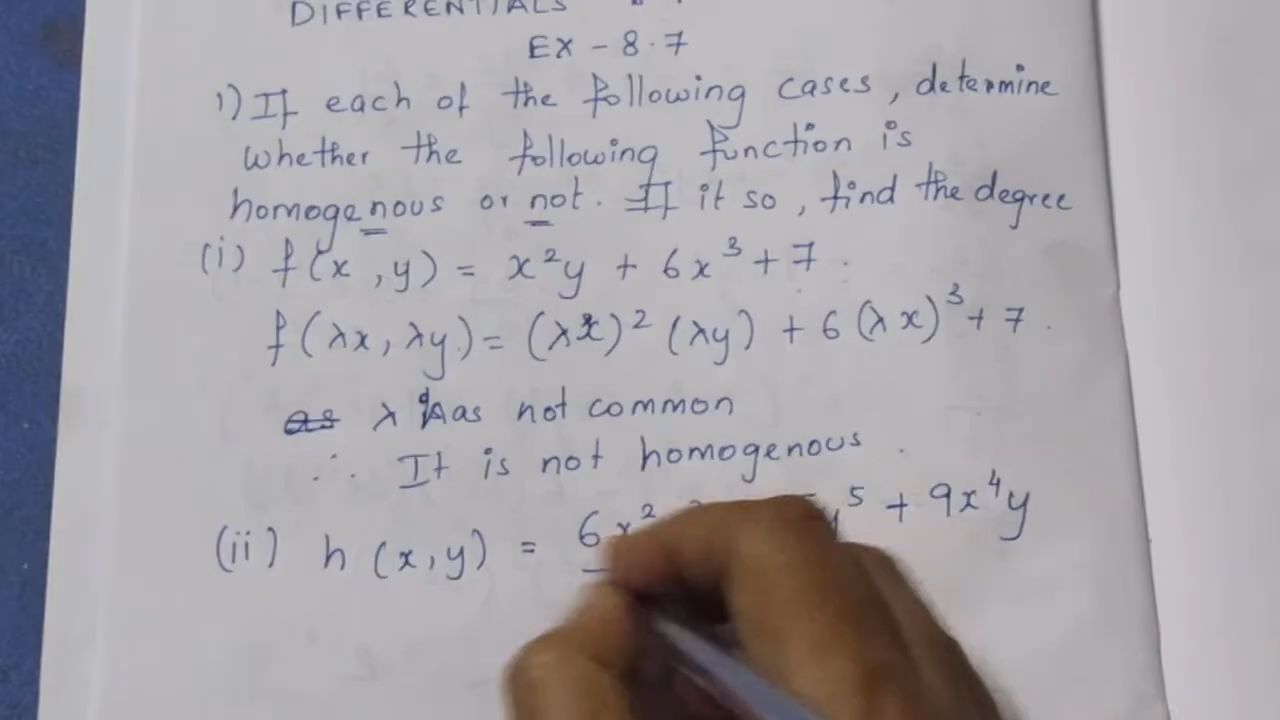 DIFFERENTIALS
EX - 8.7
1) If each of the following cases, determine
whether the following function is
homogenous or not. If it so, find the degree
(i) f(x, y) = x²y + 6x³ + 7.
f(λx, λy) = (λx)² (λy) + 6(λx)³ + 7.
as λ has not common
∴ It is not homogenous.
(ii) h (x, y) = 6x² y⁵ + 9x⁴y